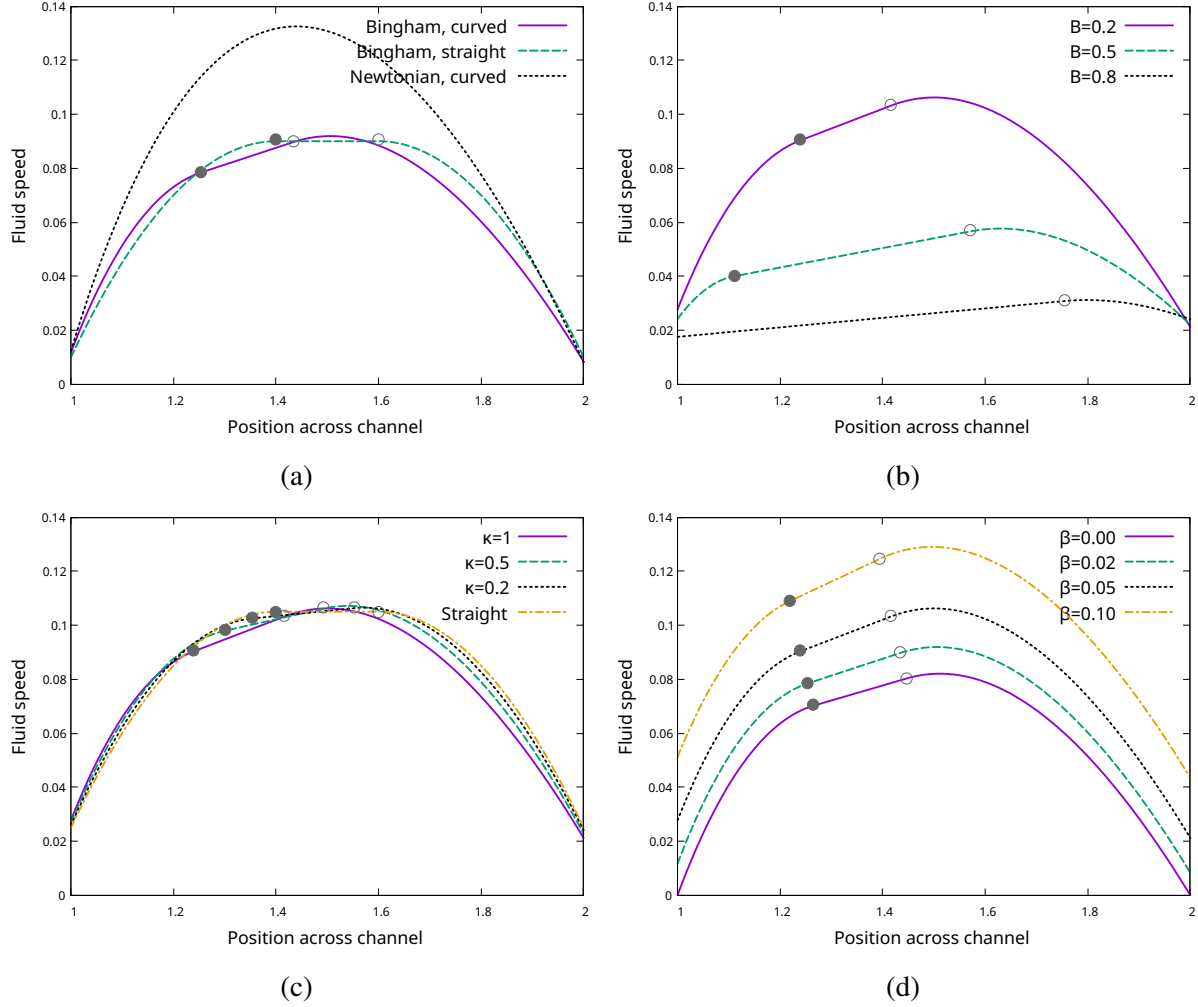 0.14
0.12
0.1
0.08
0.06
0.04
0.02
0
Fluid speed
Bingham, curved
Bingham, straight
Newtonian, curved
1 1.2 1.4 1.6 1.8 2
Position across channel
(a)
0.14
0.12
0.1
0.08
0.06
0.04
0.02
0
Fluid speed
B=0.2
B=0.5
B=0.8
1 1.2 1.4 1.6 1.8 2
Position across channel
(b)
0.14
0.12
0.1
0.08
0.06
0.04
0.02
0
Fluid speed
κ=1
κ=0.5
κ=0.2
Straight
1 1.2 1.4 1.6 1.8 2
Position across channel
(c)
0.14
0.12
0.1
0.08
0.06
0.04
0.02
0
Fluid speed
β=0.00
β=0.02
β=0.05
β=0.10
1 1.2 1.4 1.6 1.8 2
Position across channel
(d)